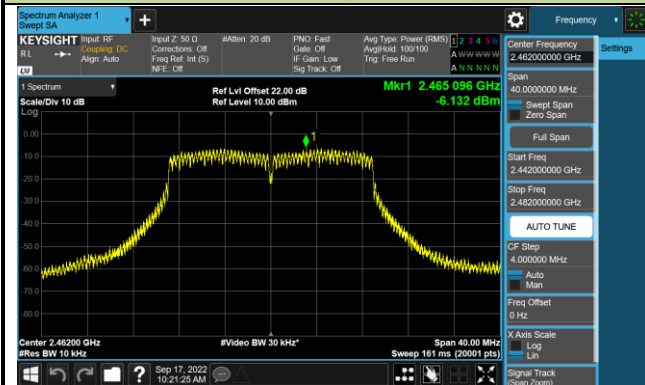 Spectrum Analyzer 1
Swept SA
+
Frequency
KEYSIGHT
Input: RF
Coupling: DC
Align: Auto
RL
LXI
Input Z: 50 Ω
Corrections: Off
Freq Ref: Int (S)
NFE: Off
#Atten: 20 dB
PNO: Fast
Gate: Off
IF Gain: Low
Sig Track: Off
Avg Type: Power (RMS)
Avg|Hold: 100/100
Trig: Free Run
1 2 3 4 5 6
A W W W W W
A N N N N N
1 Spectrum
Scale/Div 10 dB
Log
Ref Lvl Offset 22.00 dB
Ref Level 10.00 dBm
Mkr1 2.465 096 GHz
-6.132 dBm
1
0.00
-10.0
-20.0
-30.0
-40.0
-50.0
-60.0
-70.0
-80.0
Center 2.46200 GHz
#Res BW 10 kHz
#Video BW 30 kHz*
Span 40.00 MHz
Sweep 161 ms (20001 pts)
Sep 17, 2022
10:21:25 AM
?
Center Frequency
2.462000000 GHz
Span
40.0000000 MHz
Swept Span
Zero Span
Full Span
Start Freq
2.442000000 GHz
Stop Freq
2.482000000 GHz
AUTO TUNE
CF Step
4.000000 MHz
Auto
Man
Freq Offset
0 Hz
X Axis Scale
Log
Lin
Signal Track
(Span Zoom)
Settings